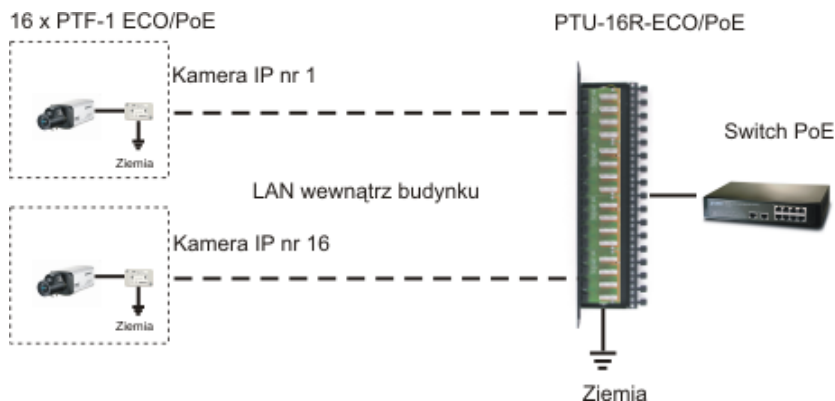 16 x PTF-1 ECO/PoE
PTU-16R-ECO/PoE
Kamera IP nr 1
Ziemia
Switch PoE
LAN wewnątrz budynku
Kamera IP nr 16
Ziemia
Ziemia